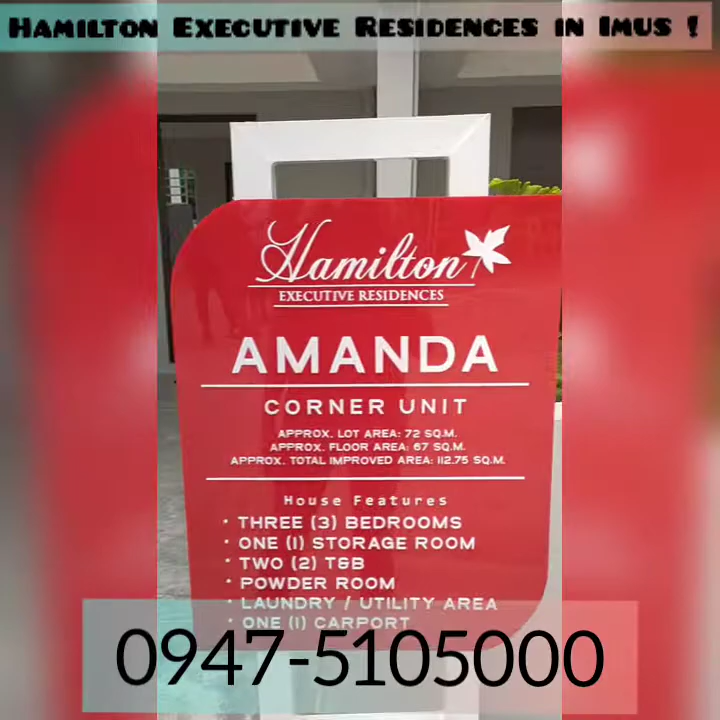 Hamilton Executive Residences in Imus !
Hamilton
EXECUTIVE RESIDENCES
AMANDA
CORNER UNIT
APPROX. LOT AREA: 72 SQ.M.
APPROX. FLOOR AREA: 67 SQ.M.
APPROX. TOTAL IMPROVED AREA: 112.75 SQ.M.
House Features
• THREE (3) BEDROOMS
• ONE (1) STORAGE ROOM
• TWO (2) T&B
• POWDER ROOM
• LAUNDRY / UTILITY AREA
• ONE (1) CARPORT
0947-5105000